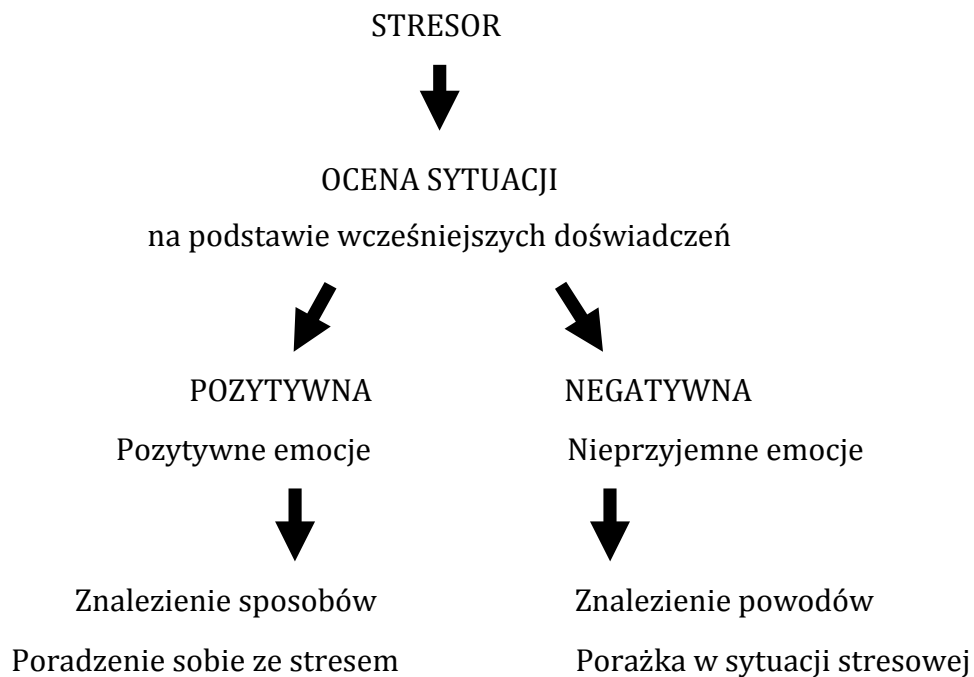 STRESOR
OCENA SYTUACJI
na podstawie wcześniejszych doświadczeń
POZYTYWNA
Pozytywne emocje
NEGATYWNA
Nieprzyjemne emocje
Znalezienie sposobów
Poradzenie sobie ze stresem
Znalezienie powodów
Porażka w sytuacji stresowej